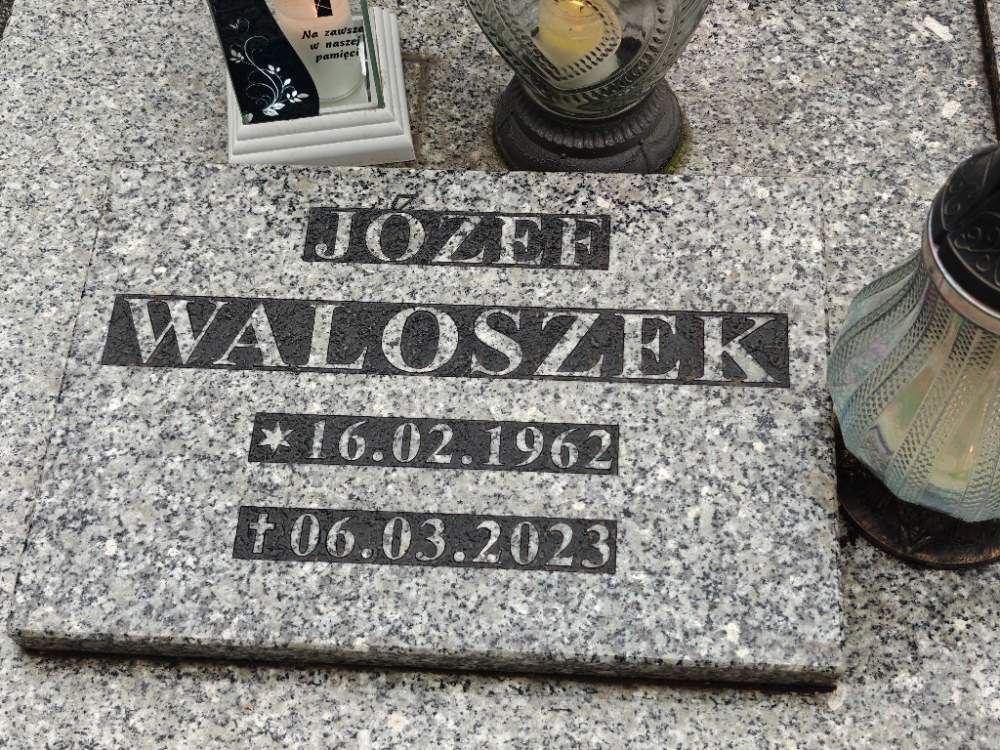 Na zawsze
w naszej
pamięci
JÓZEF
WALOSZEK
* 16.02.1962
† 06.03.2023